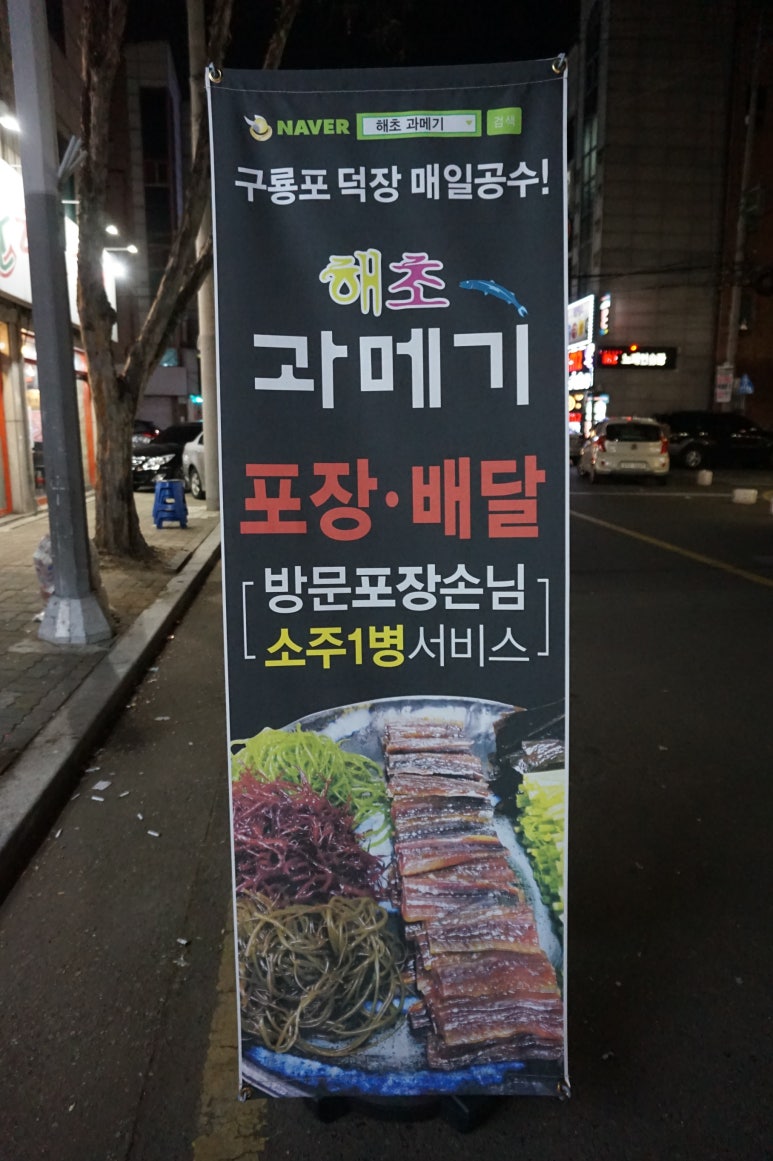 NAVER 해초 과메기 검색
구룡포 덕장 매일공수!
해초
과메기
포장·배달
방문포장손님
소주1병서비스